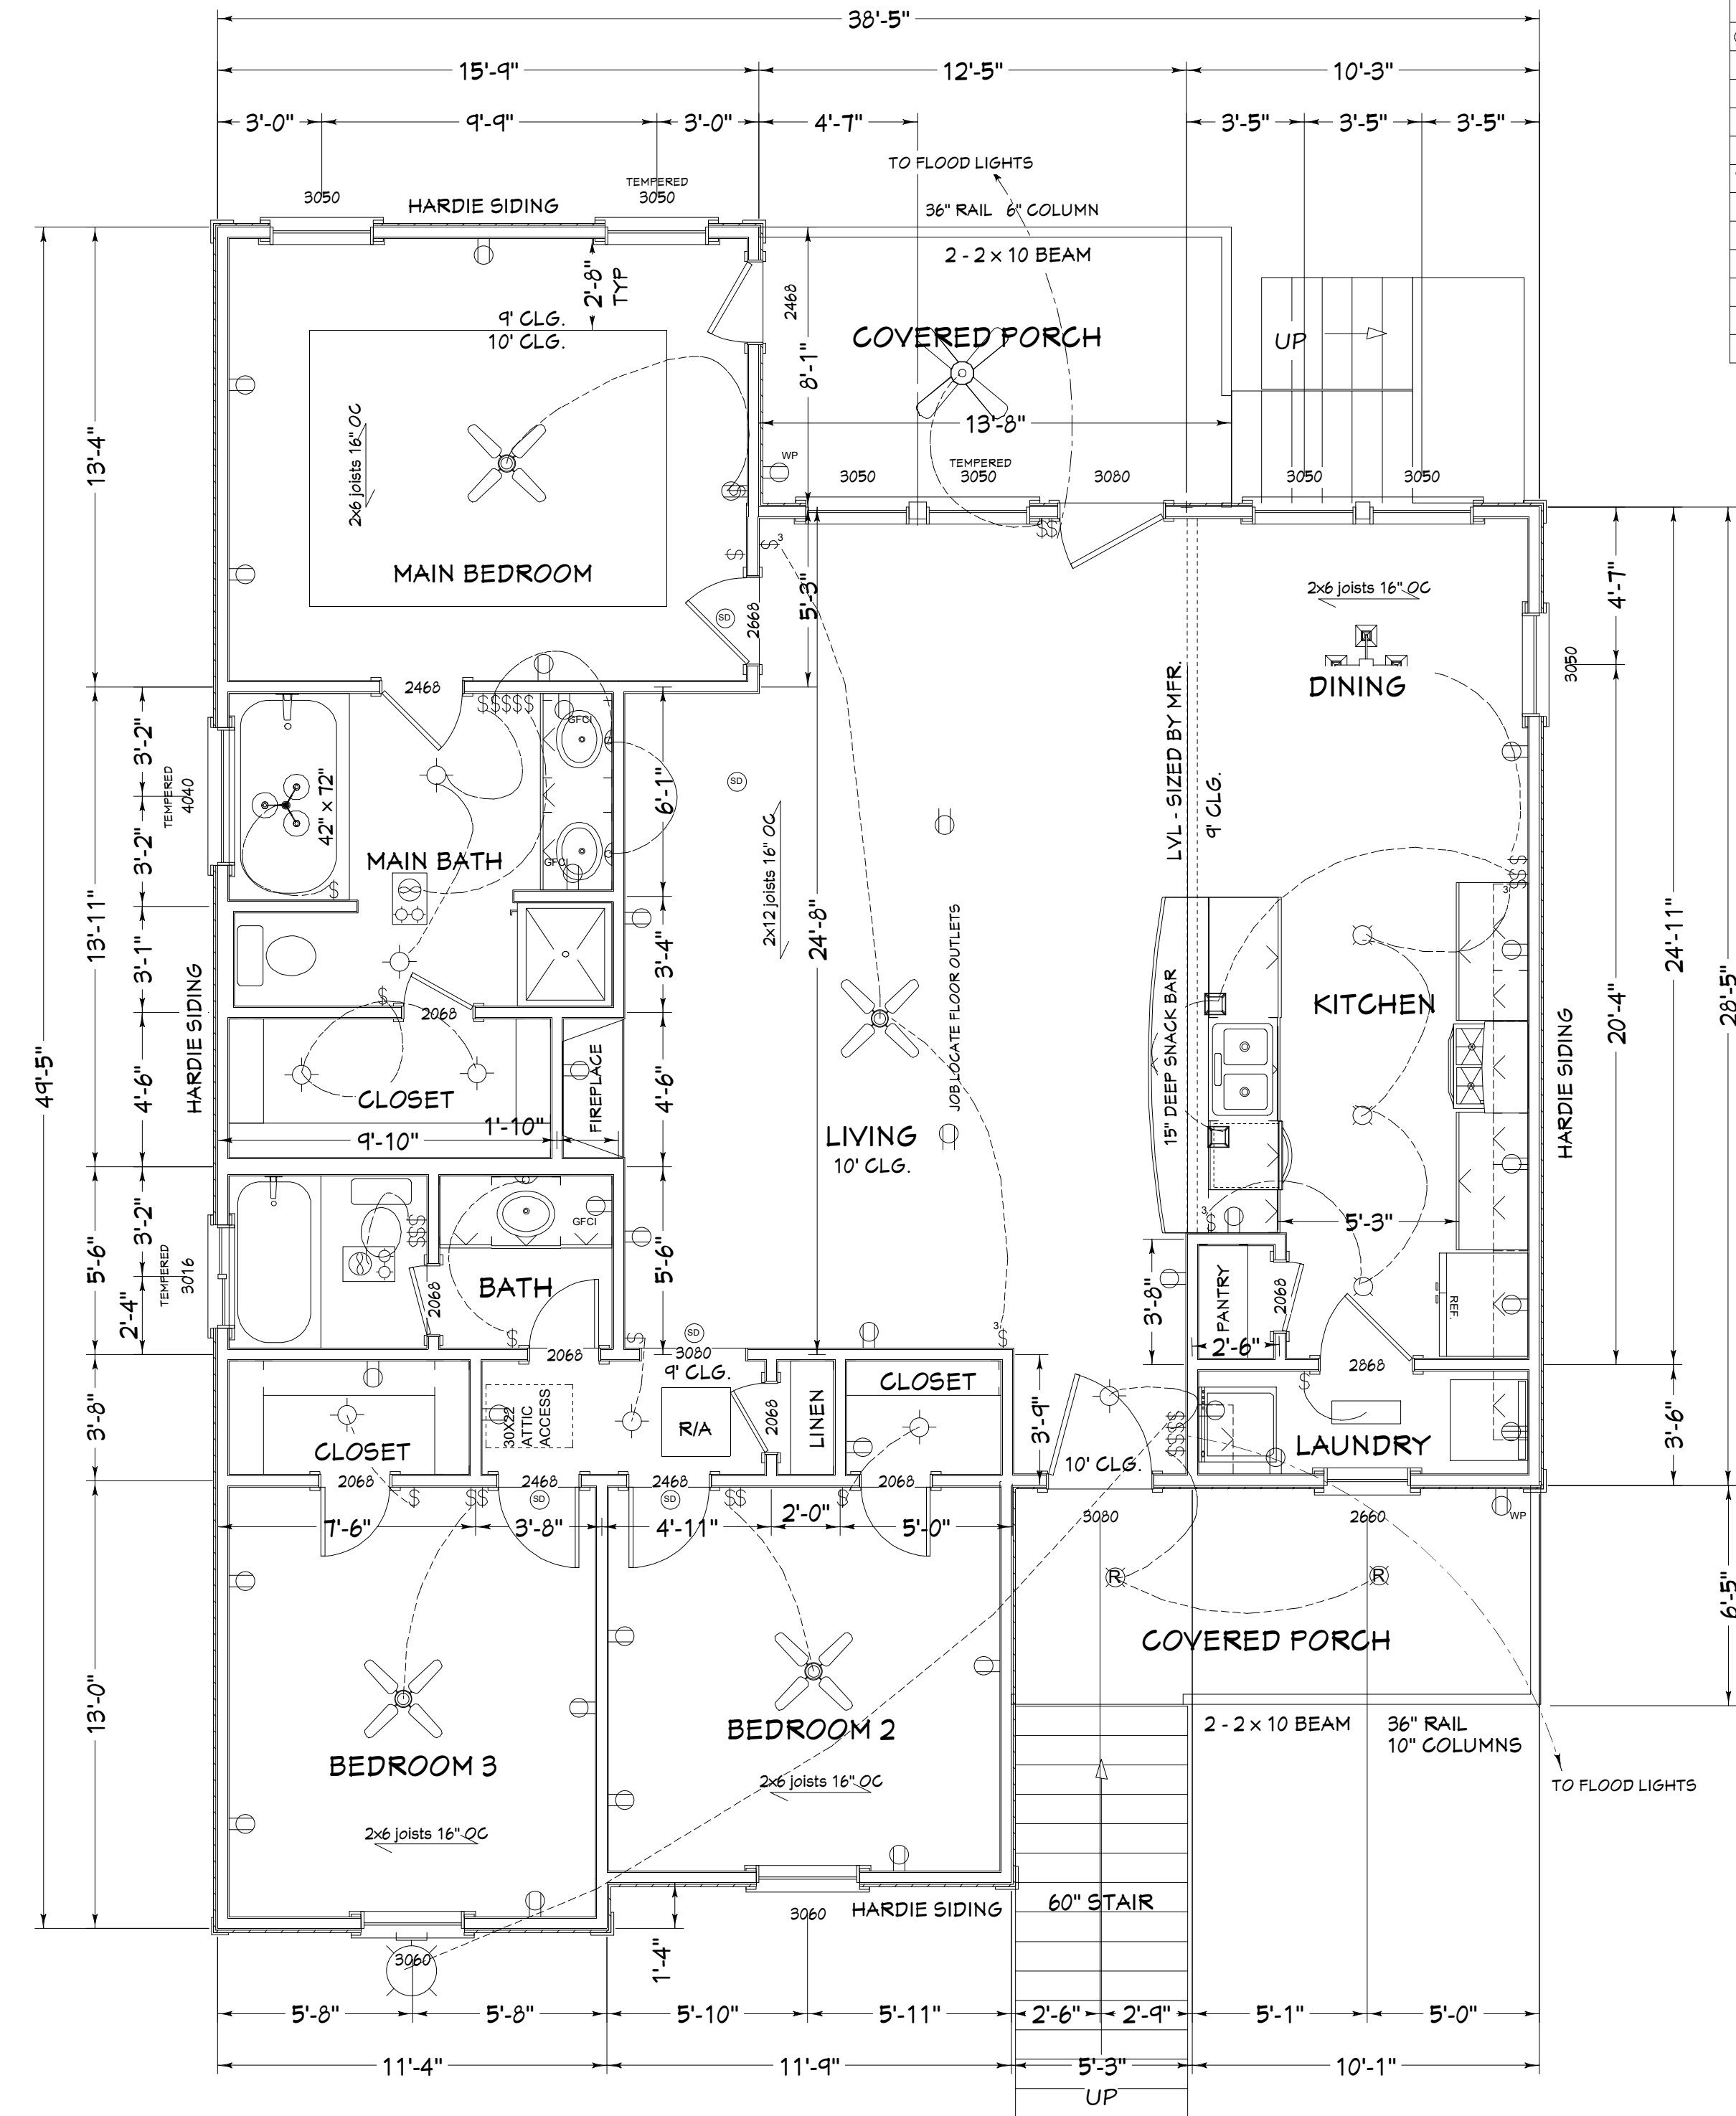 38'-5"
15'-9" 12'-5" 10'-3"
3'-0" 9'-9" 3'-0" 4'-7" 3'-5" 3'-5" 3'-5"
TO FLOOD LIGHTS
TEMPERED
3050 3050
HARDIE SIDING
36" RAIL 6" COLUMN
2 - 2 x 10 BEAM
2'-8"
TYP
2468
9' CLG.
10' CLG.
COVERED PORCH
UP
8'-1"
13'-8"
13'-4"
2x6 joists 16" OC
WP
TEMPERED
3050 3050 3080 3050 3050
$
$ $3
$$
MAIN BEDROOM
5'-3"
SD
2668
2x6 joists 16" OC
4'-7"
3050
DINING
2468
$$$$$
GFCI
3'-2"
TEMPERED
4040
42" x 72"
6'-1"
SD
LVL - SIZED BY MFR.
9' CLG.
3'-2"
MAIN BATH
GFCI
$
2x12 joists 16" OC
$$$
3
13'-11"
3'-1"
3'-4"
24'-8"
JOB LOCATE FLOOR OUTLETS
15" DEEP SNACK BAR
KITCHEN
24'-11"
20'-4"
28'-5"
HARDIE SIDING
$
2068
49'-5"
4'-6"
CLOSET
1'-10"
9'-10"
FIREPLACE
4'-6"
LIVING
10' CLG.
HARDIE SIDING
5'-6"
3'-2"
TEMPERED
3016
2'-4"
$$$
GFCI
BATH
2068
5'-6"
3
$
5'-3"
3'-8"
PANTRY
2068
REF.
2'-6"
$
2068
$
SD
3080
9' CLG.
3
$
2868
3'-8"
CLOSET
30X22
ATTIC
ACCESS
R/A
2068
LINEN
CLOSET
3'-9"
$
LAUNDRY
3'-6"
$$$$
10' CLG.
2068 2468 2468 2068
$ $$ SD SD $$ $
7'-6" 3'-8" 4'-11" 2'-0" 5'-0"
3080 2660
WP
R R
6'-5"
COVERED PORCH
13'-0"
BEDROOM 3
BEDROOM 2
2 - 2 x 10 BEAM
36" RAIL
10" COLUMNS
TO FLOOD LIGHTS
2x6 joists 16" OC
2x6 joists 16" OC
60" STAIR
3060
HARDIE SIDING
3060
1'-4"
5'-8" 5'-8" 5'-10" 5'-11" 2'-6" 2'-9" 5'-1" 5'-0"
11'-4" 11'-9" 5'-3" 10'-1"
UP